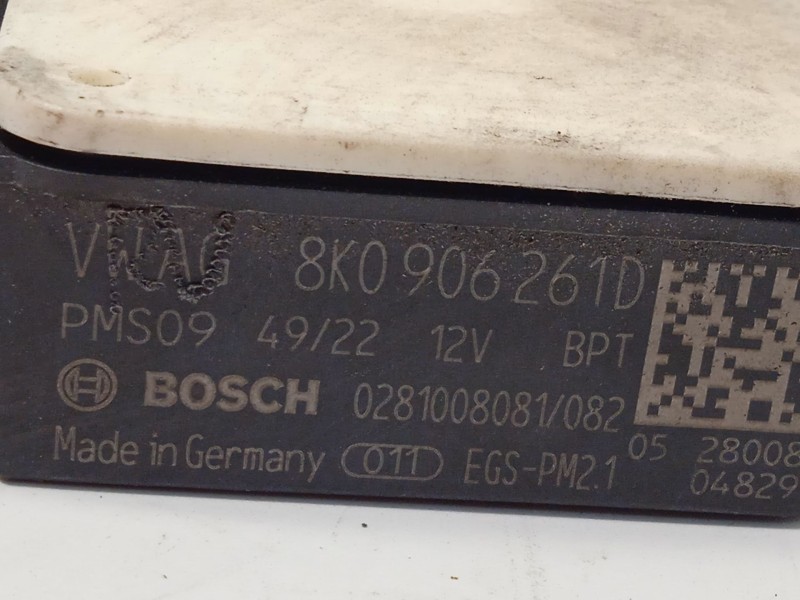 VWAG 8K0 906 261D
PMS09 49/22 12V BPT
BOSCH 0281008081/082
Made in Germany 011 EGS-PM2.1
05 28008
04829